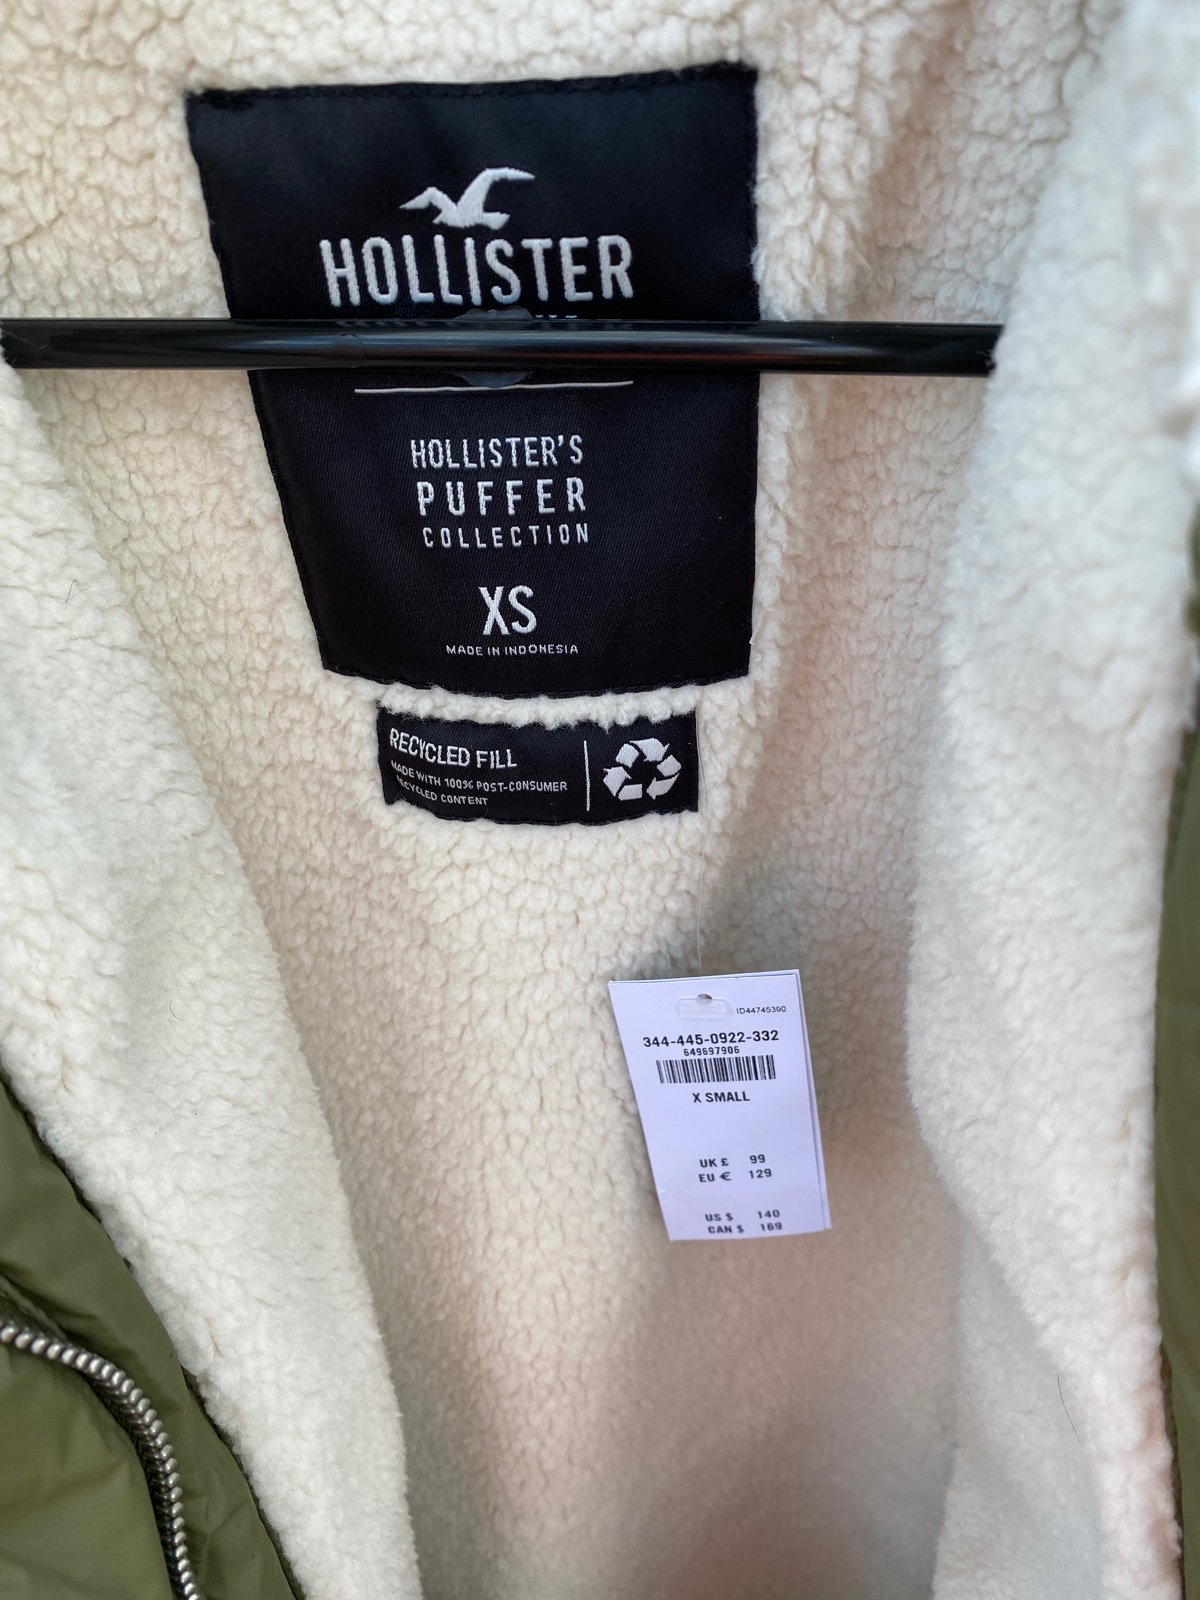 HOLLISTER
HOLLISTER'S
PUFFER
COLLECTION
XS
MADE IN INDONESIA
RECYCLED FILL
MADE WITH 100% POST-CONSUMER
RECYCLED CONTENT
ID44745390
344-445-0922-332
649697906
X SMALL
UK £ 99
EU € 129
US $ 140
CAN $ 169